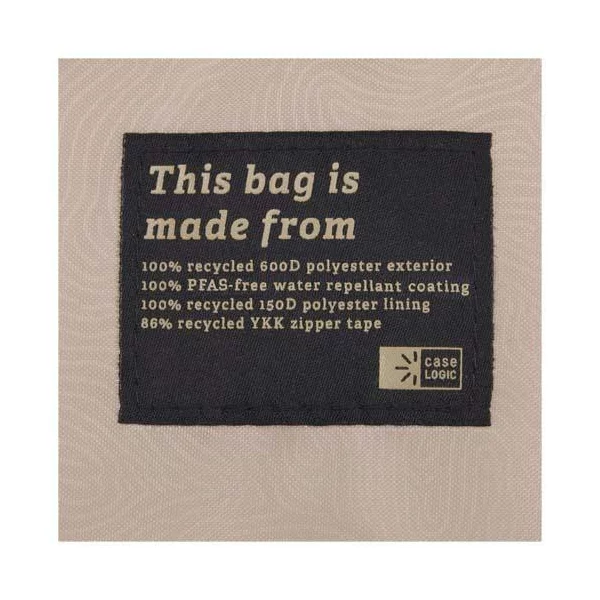 This bag is
made from
100% recycled 600D polyester exterior
100% PFAS-free water repellant coating
100% recycled 150D polyester lining
86% recycled YKK zipper tape
case
LOGIC